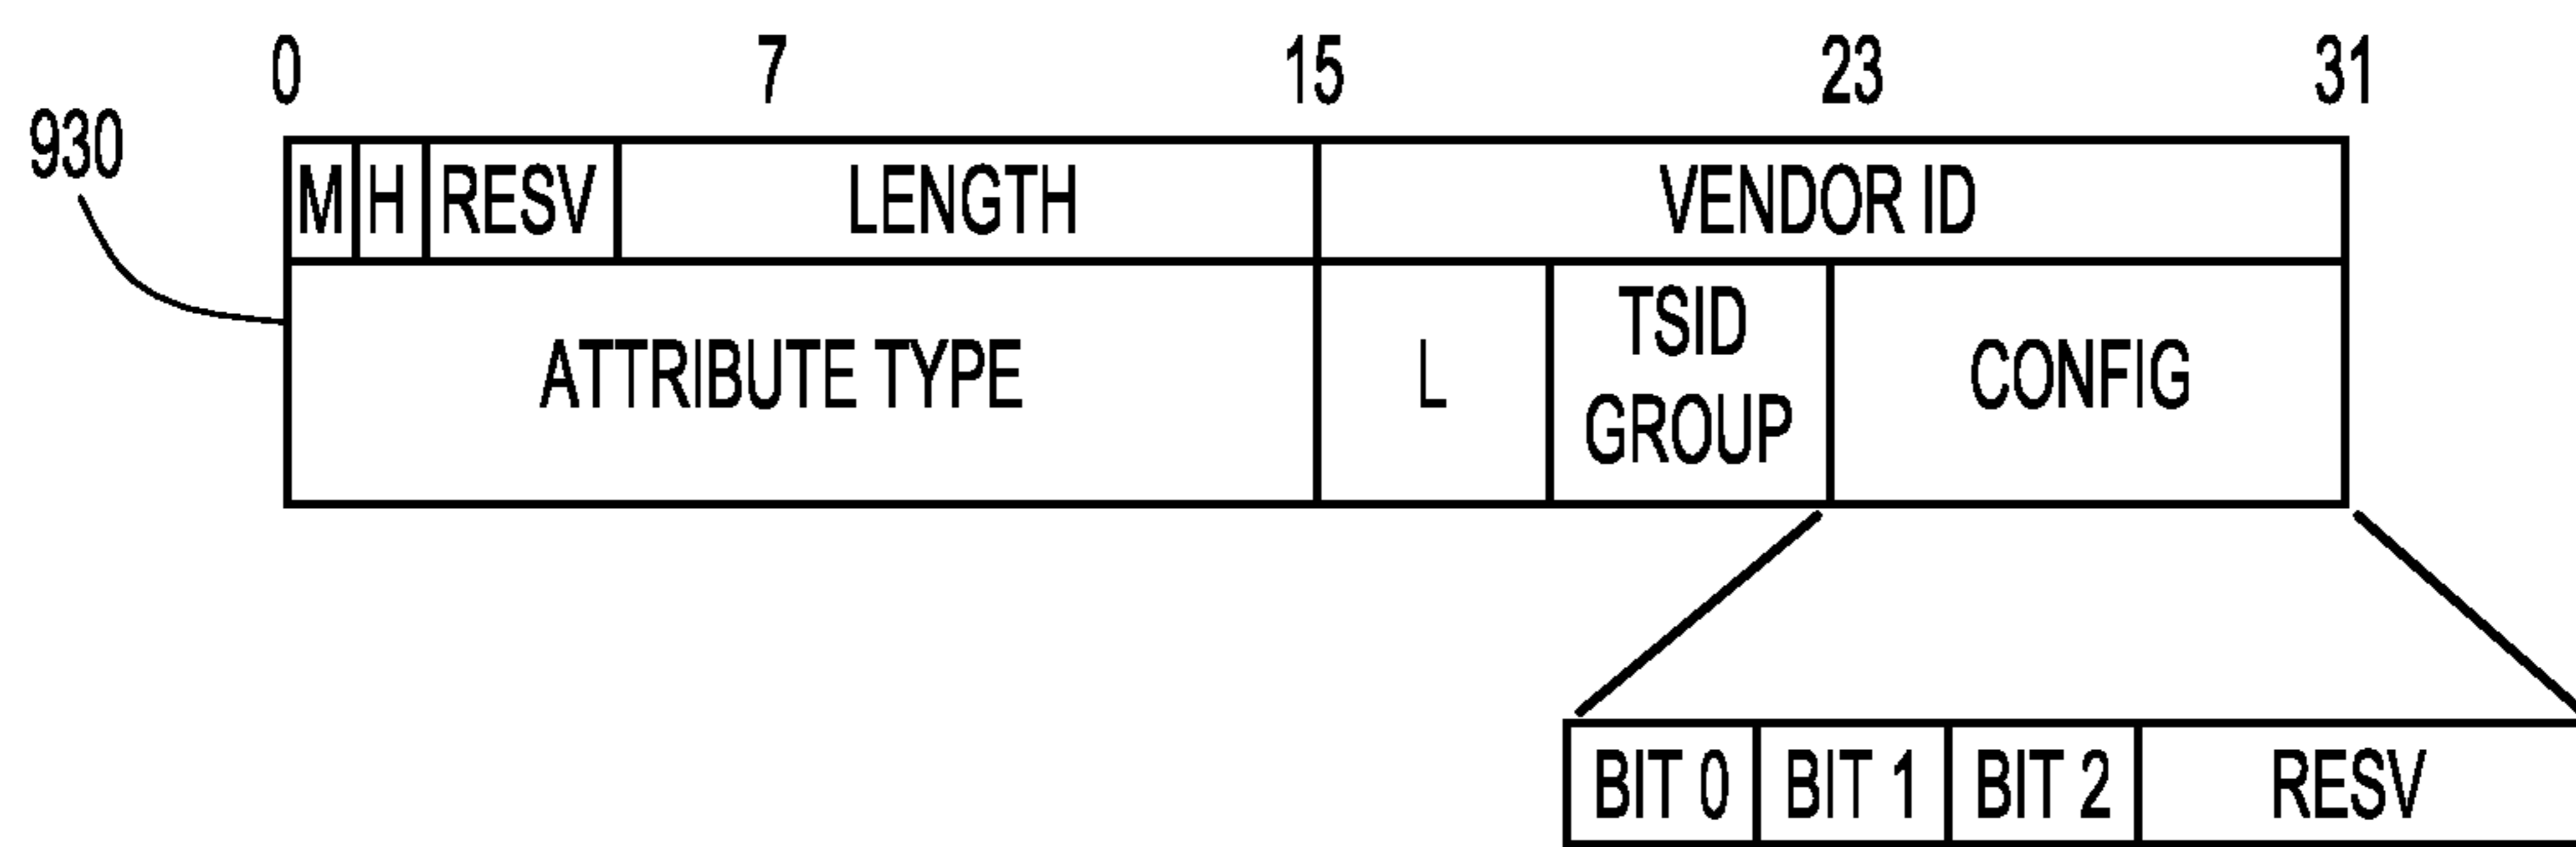 0 7 15 23 31
930
M H RESV LENGTH VENDOR ID
ATTRIBUTE TYPE L TSID GROUP CONFIG
BIT 0 BIT 1 BIT 2 RESV